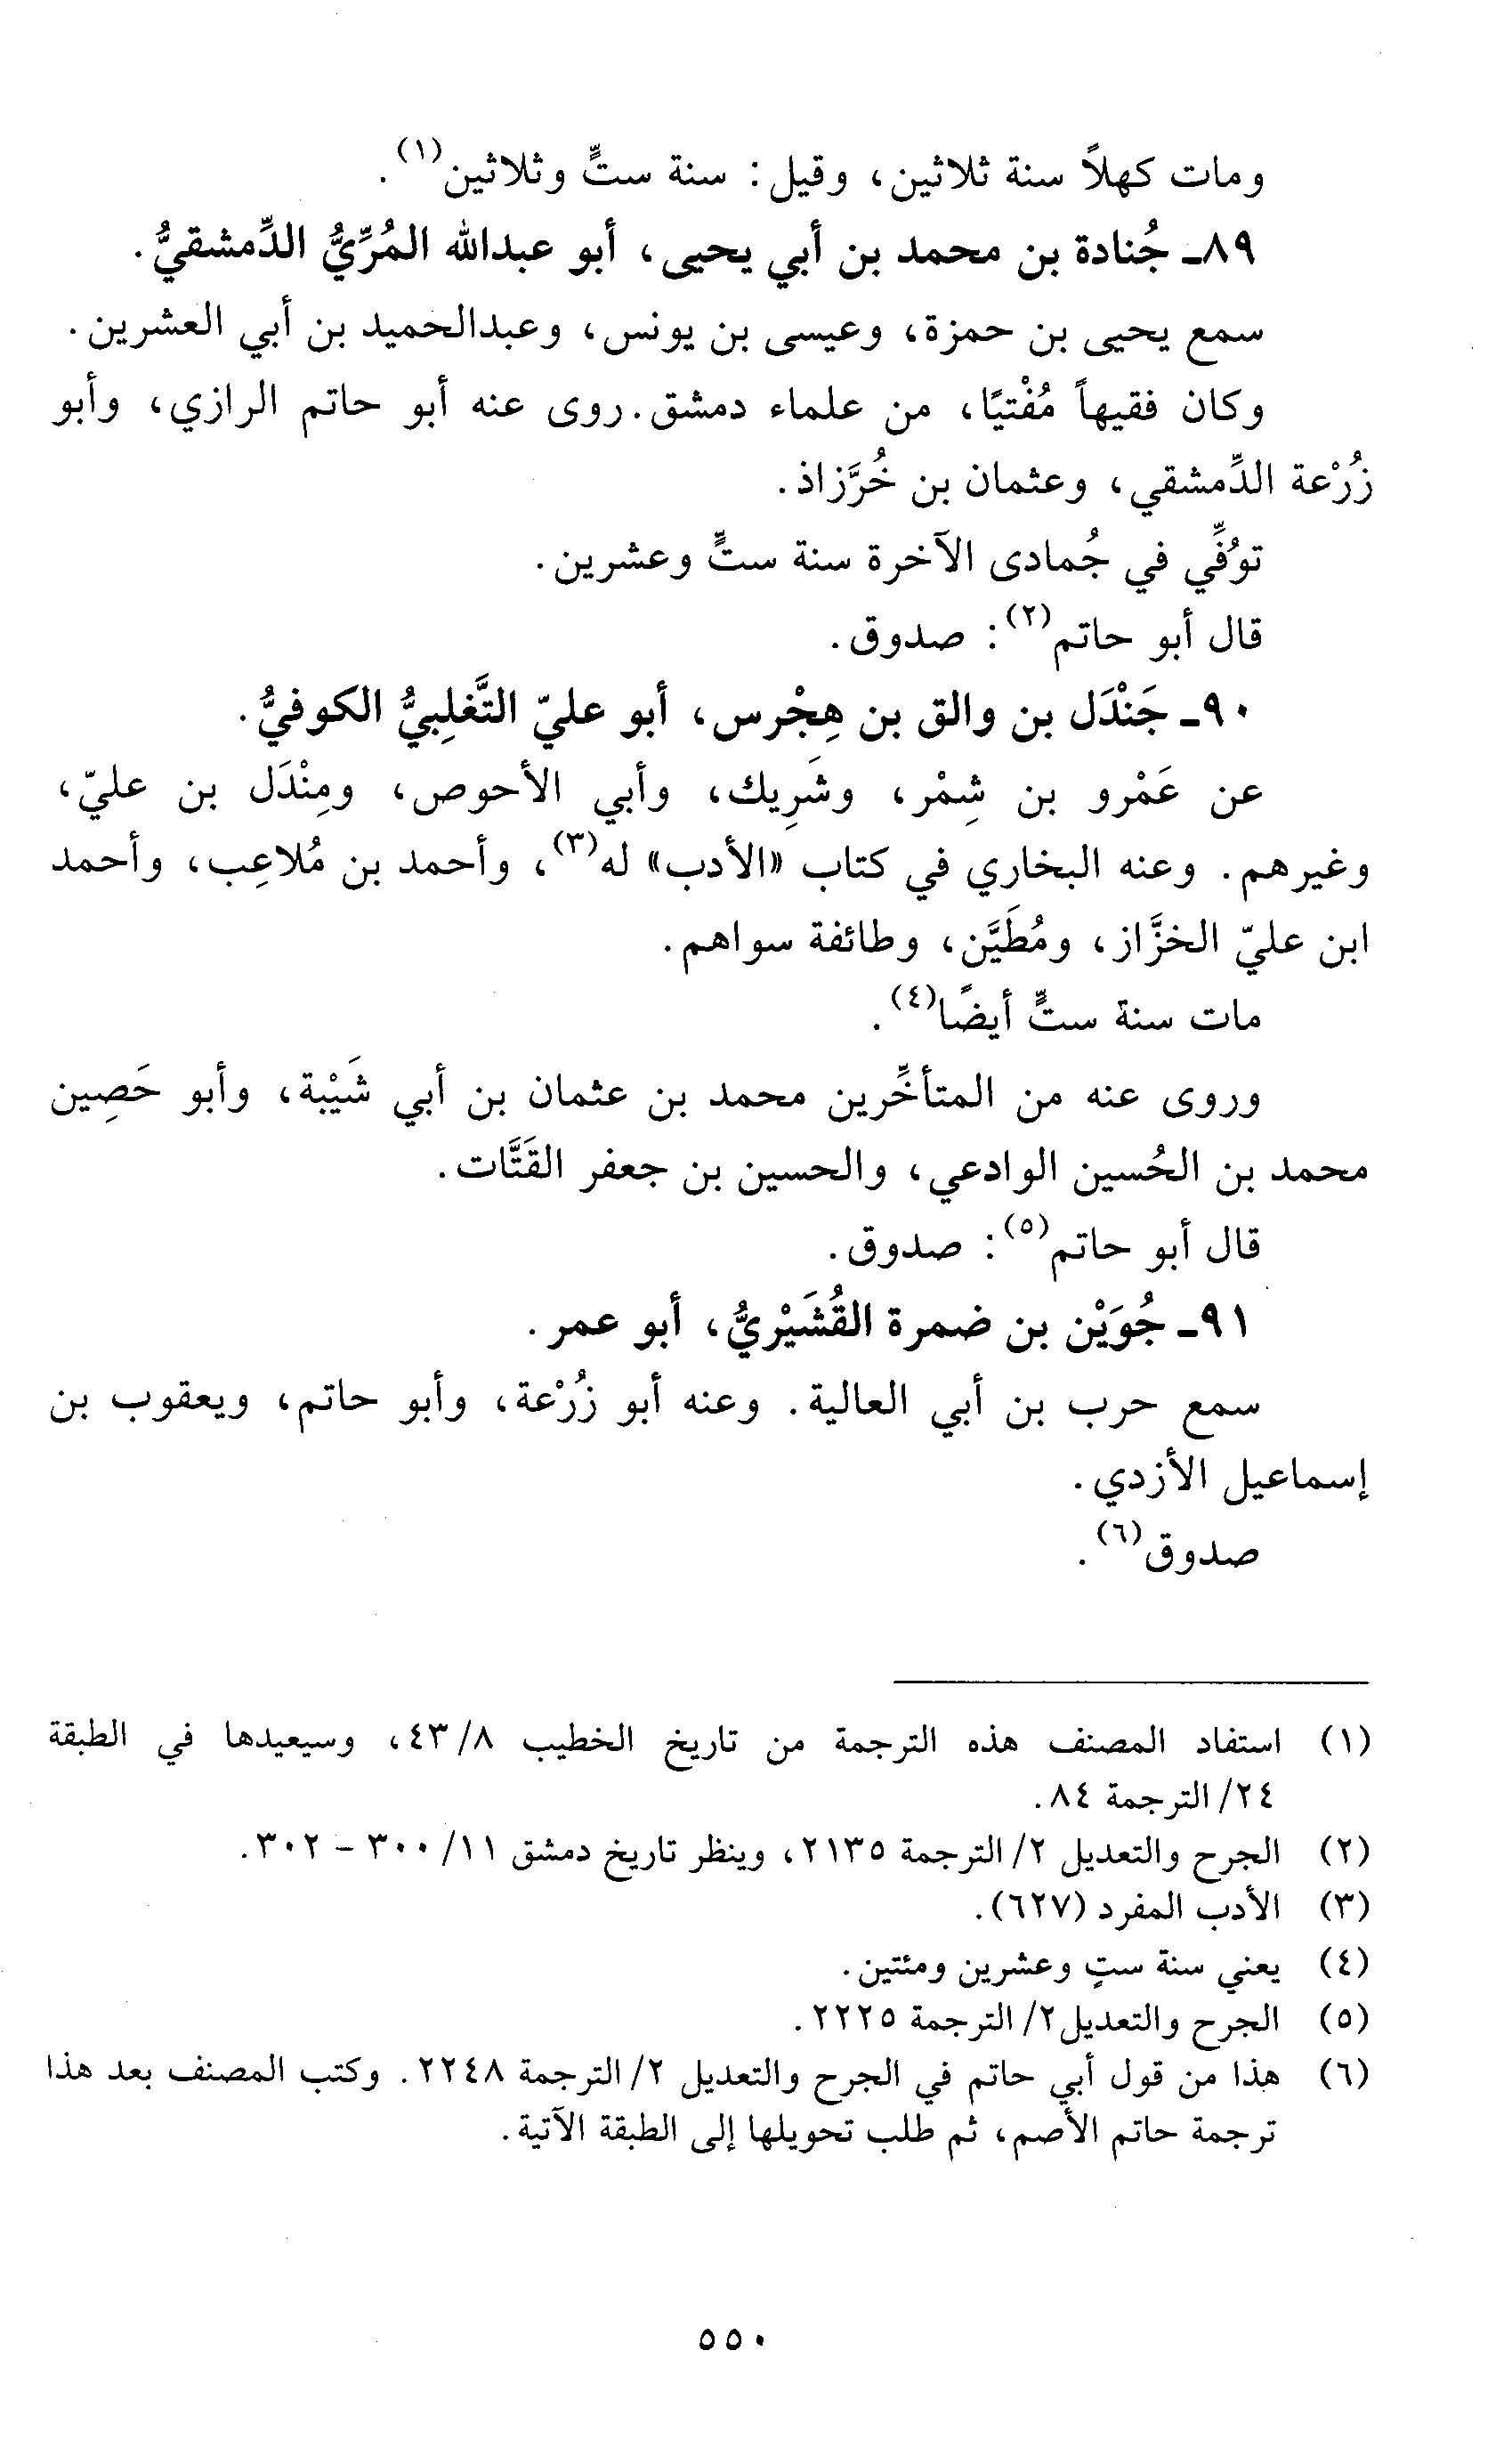 ومات كهلاً سنة ثلاثين، وقيل: سنة ستٍّ وثلاثين(١).
٨٩ـ جُنادة بن محمد بن أبي يحيى، أبو عبدالله المُرِّيُّ الدِّمشقيُّ.
سمع يحيى بن حمزة، وعيسى بن يونس، وعبدالحميد بن أبي العشرين.
وكان فقيهاً مُفْتيًا، من علماء دمشق. روى عنه أبو حاتم الرازي، وأبو
زُرْعة الدِّمشقي، وعثمان بن خُرَّزاذ.
توُفِّي في جُمادى الآخرة سنة ستٍّ وعشرين.
قال أبو حاتم(٢): صدوق.
٩٠ـ جَنْدَل بن والق بن هِجْرس، أبو عليّ التَّغلِبيُّ الكوفيُّ.
عن عَمْرو بن شِمْر، وشَرِيك، وأبي الأحوص، ومِنْدَل بن عليّ،
وغيرهم. وعنه البخاري في كتاب «الأدب» له(٣)، وأحمد بن مُلاعِب، وأحمد
ابن عليّ الخزَّاز، ومُطَيَّن، وطائفة سواهم.
مات سنة ستٍّ أيضًا(٤).
وروى عنه من المتأخِّرين محمد بن عثمان بن أبي شَيْبة، وأبو حَصِين
محمد بن الحُسين الوادعي، والحسين بن جعفر القَتَّات.
قال أبو حاتم(٥): صدوق.
٩١ـ جُوَيْن بن ضمرة القُشَيْريُّ، أبو عمر.
سمع حرب بن أبي العالية. وعنه أبو زُرْعة، وأبو حاتم، ويعقوب بن
إسماعيل الأزدي.
صدوق(٦).
(١) استفاد المصنف هذه الترجمة من تاريخ الخطيب ٨/ ٤٣، وسيعيدها في الطبقة
٢٤/ الترجمة ٨٤.
(٢) الجرح والتعديل ٢/ الترجمة ٢١٣٥، وينظر تاريخ دمشق ١١/ ٣٠٠ - ٣٠٢.
(٣) الأدب المفرد (٦٢٧).
(٤) يعني سنة ستٍ وعشرين ومئتين.
(٥) الجرح والتعديل٢/ الترجمة ٢٢٢٥.
(٦) هذا من قول أبي حاتم في الجرح والتعديل ٢/ الترجمة ٢٢٤٨. وكتب المصنف بعد هذا
ترجمة حاتم الأصم، ثم طلب تحويلها إلى الطبقة الآتية.
٥٥٠